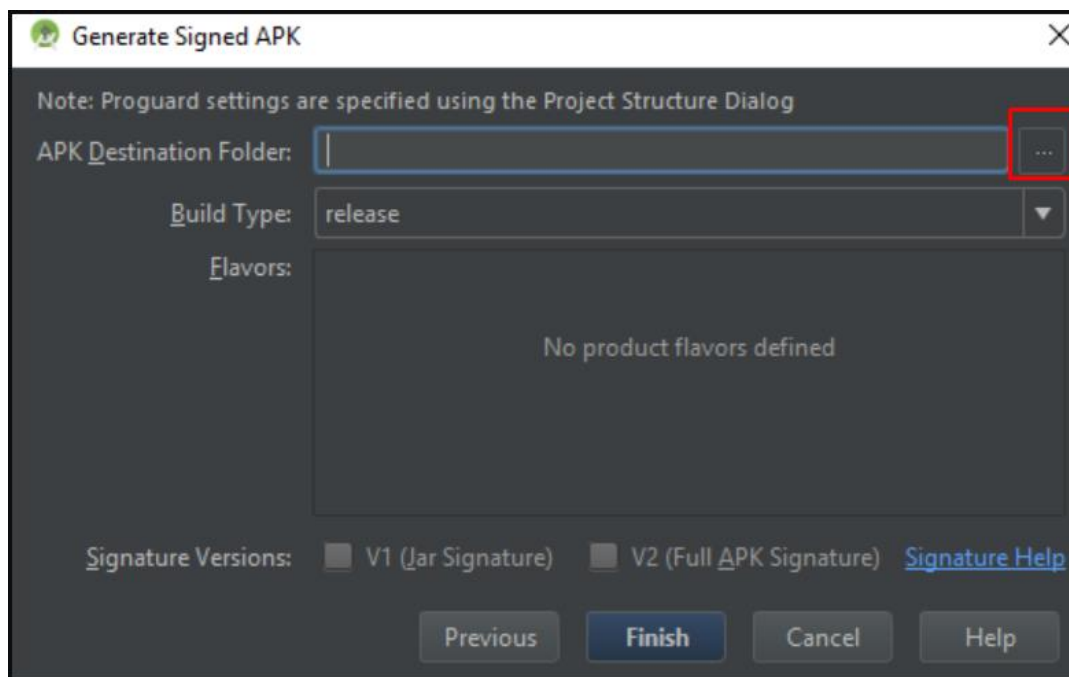 Generate Signed APK
Note: Proguard settings are specified using the Project Structure Dialog
APK Destination Folder:
...
Build Type: release
Flavors:
No product flavors defined
Signature Versions: V1 (Jar Signature) V2 (Full APK Signature) Signature Help
Previous Finish Cancel Help